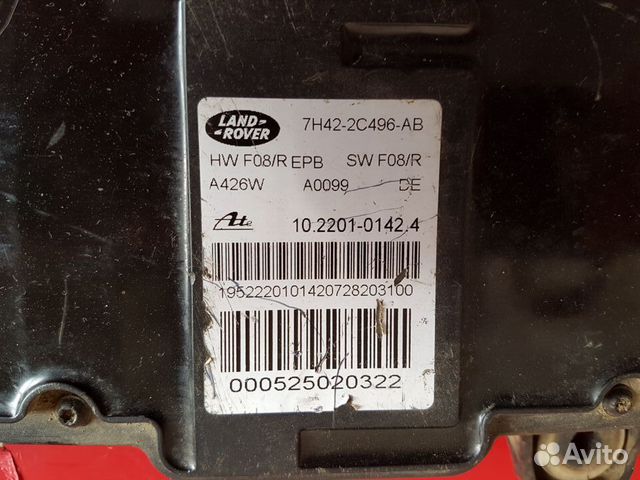 LAND-
-ROVER
7H42-2C496-AB
HW F08/R EPB SW F08/R
A426W A0099 DE
Ate 10.2201-0142.4
1952220101420728203100
000525020322
Avito